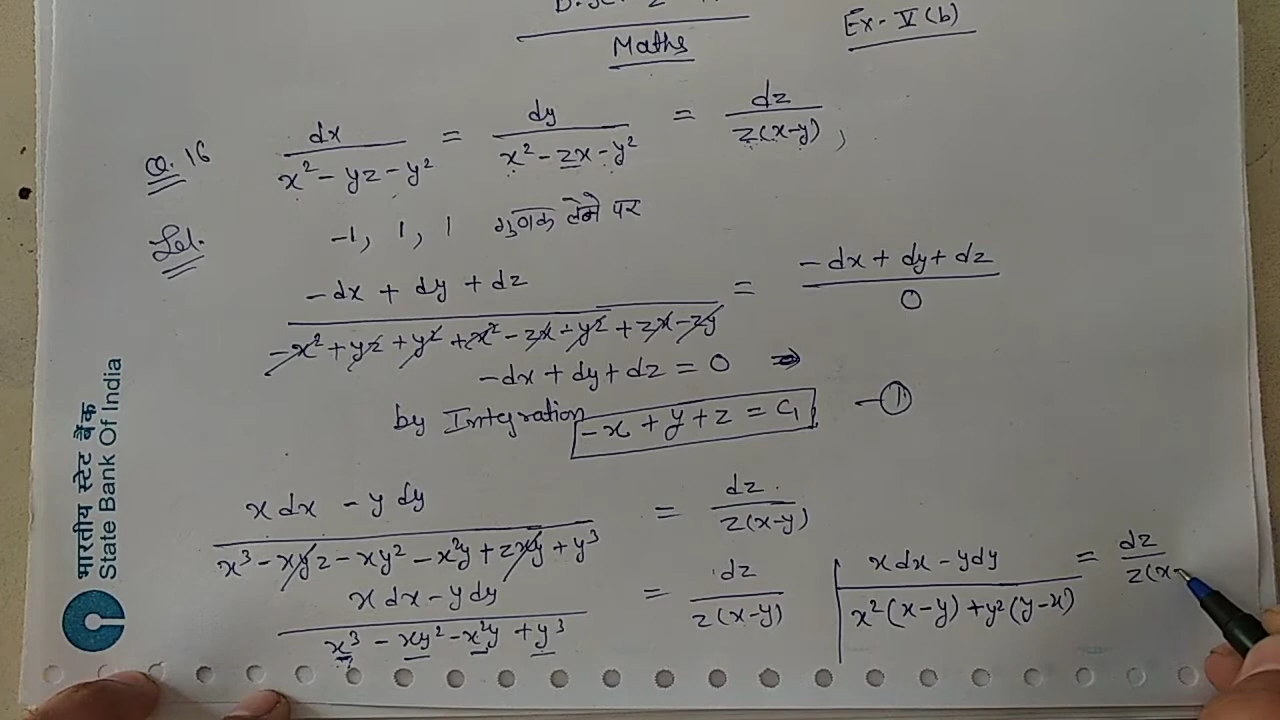 Maths
Ex- V(b)
Q. 16 dx/(x² - yz - y²) = dy/(x² - zx - y²) = dz/(z(x-y)),
Sol. -1, 1, 1 गुणक लेने पर
(-dx + dy + dz)/(-x² + yz + y² + x² - zx - y² + zx - zy) = (-dx + dy + dz)/0
-dx + dy + dz = 0 ⇒
by Integration -x + y + z = C₁ —①
(x dx - y dy)/(x³ - xyz - xy² - x²y + zxy + y³) = dz/(z(x-y))
(x dx - y dy)/(x³ - xy² - x²y + y³) = dz/(z(x-y))
(x dx - y dy)/(x²(x-y) + y²(y-x)) = dz/(z(x-
भारतीय स्टेट बैंक
State Bank Of India